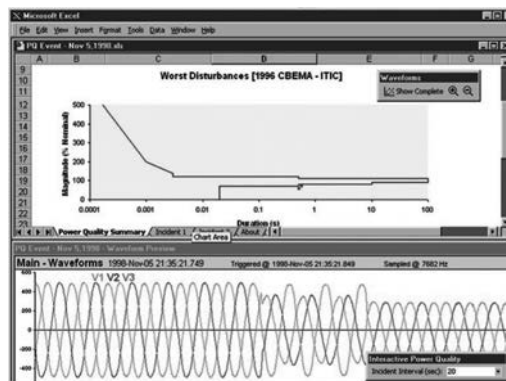 Microsoft Excel
File Edit View Insert Format Tools Data Window Help
PQ Event - Nov 5,1998.xls
A B C D E F G
9
10
11
12
13
14
15
16
17
18
19
20
21
22
23
Worst Disturbances [1996 CBEMA - ITIC]
Waveforms
Show Complete
Magnitude (% Nominal)
500
400
300
200
100
0
0.0001 0.001 0.01 0.1 1 10 100
Duration (s)
Power Quality Summary Incident 1 About
Chart Area
PQ Event - Nov 5,1998 - Waveform Preview
Main - Waveforms 1998-Nov-05 21:35:21.749 Triggered @ 1998-Nov-05 21:35:21.849 Sampled @ 7682 Hz
V1 V2 V3
400
0
-400
Interactive Power Quality
Incident Interval (sec): 20